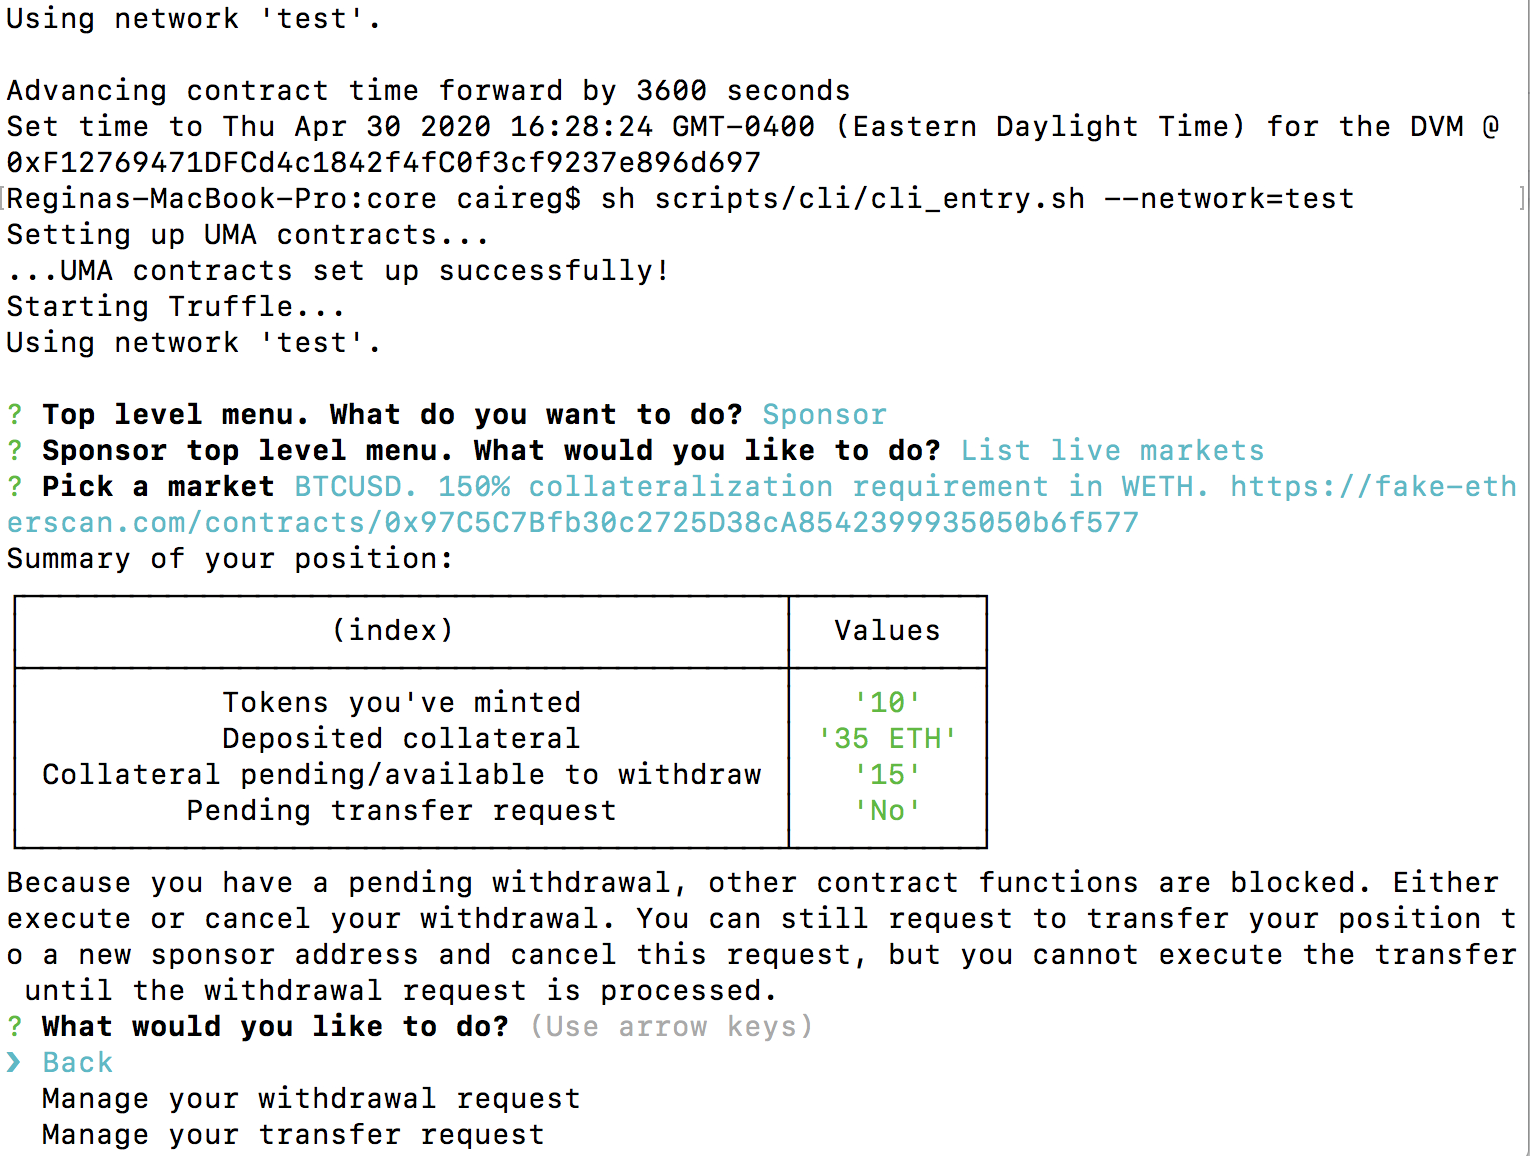 Using network 'test'.
Advancing contract time forward by 3600 seconds
Set time to Thu Apr 30 2020 16:28:24 GMT-0400 (Eastern Daylight Time) for the DVM @
0xF12769471DFCd4c1842f4fC0f3cf9237e896d697
[Reginas-MacBook-Pro:core caireg$ sh scripts/cli/cli_entry.sh --network=test ]
Setting up UMA contracts...
...UMA contracts set up successfully!
Starting Truffle...
Using network 'test'.
? Top level menu. What do you want to do? Sponsor
? Sponsor top level menu. What would you like to do? List live markets
? Pick a market BTCUSD. 150% collateralization requirement in WETH. https://fake-eth
erscan.com/contracts/0x97C5C7Bfb30c2725D38cA8542399935050b6f577
Summary of your position:
(index) Values
Tokens you've minted '10'
Deposited collateral '35 ETH'
Collateral pending/available to withdraw '15'
Pending transfer request 'No'
Because you have a pending withdrawal, other contract functions are blocked. Either
execute or cancel your withdrawal. You can still request to transfer your position t
o a new sponsor address and cancel this request, but you cannot execute the transfer
until the withdrawal request is processed.
? What would you like to do? (Use arrow keys)
❯ Back
Manage your withdrawal request
Manage your transfer request